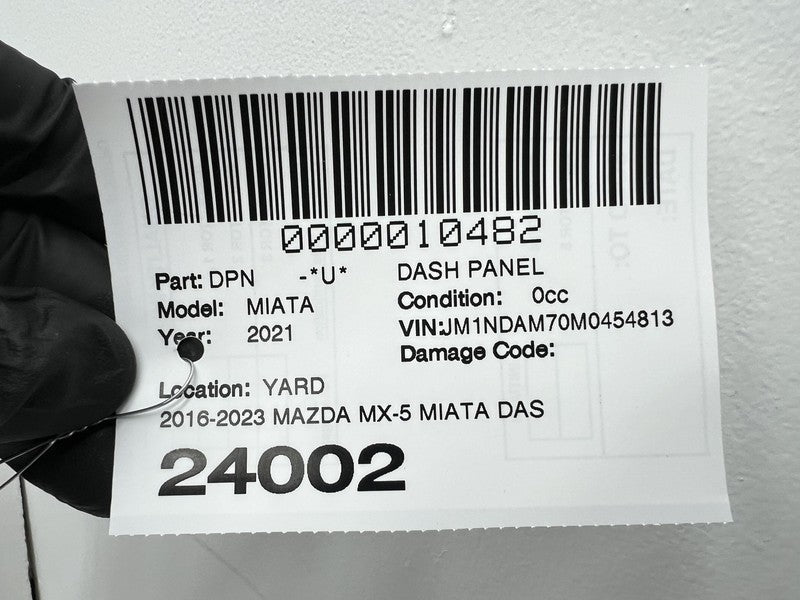 0000010482
Part: DPN -*U* DASH PANEL
Model: MIATA Condition: 0cc
Year: 2021 VIN:JM1NDAM70M0454813
Damage Code:
Location: YARD
2016-2023 MAZDA MX-5 MIATA DAS
24002